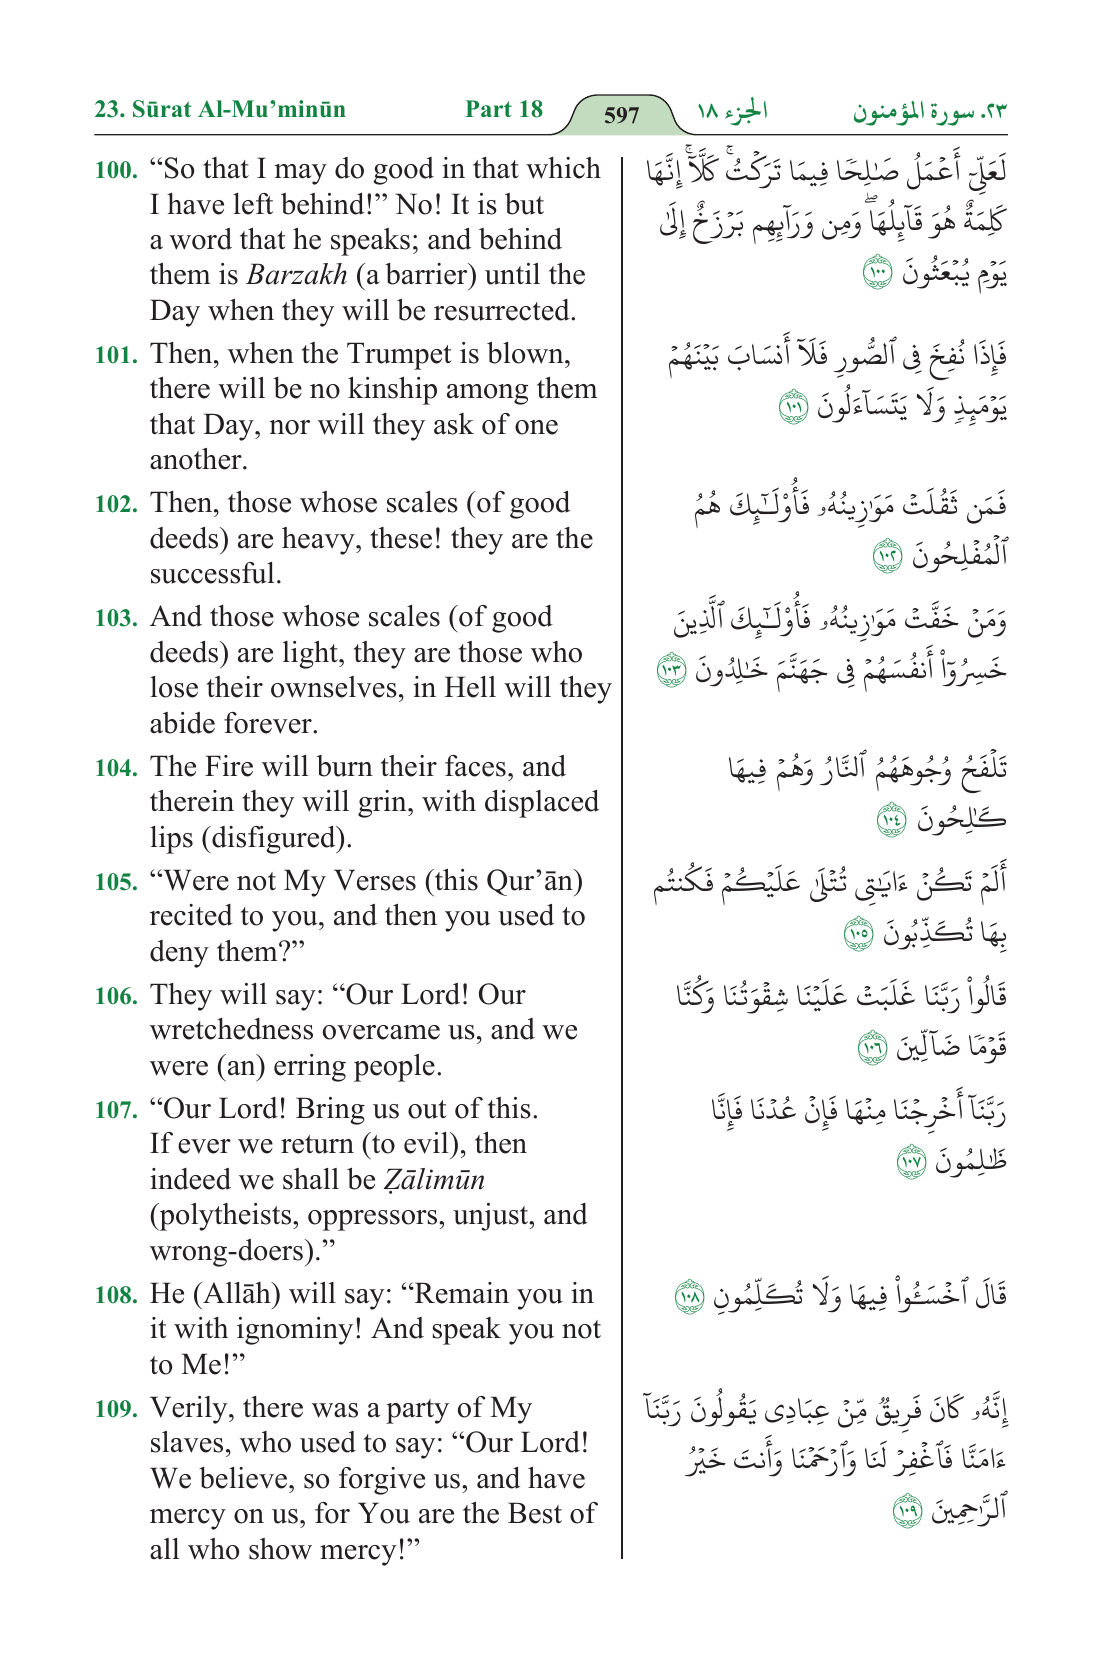 23. Sūrat Al-Mu’minūn Part 18 597 الجزء ١٨ ٢٣. سورة المؤمنون
100. “So that I may do good in that which
I have left behind!” No! It is but
a word that he speaks; and behind
them is Barzakh (a barrier) until the
Day when they will be resurrected.
لَعَلِّىٓ أَعْمَلُ صَـٰلِحًا فِيمَا تَرَكْتُ ۚ كَلَّآ ۚ إِنَّهَا
كَلِمَةٌ هُوَ قَآئِلُهَا ۖ وَمِن وَرَآئِهِم بَرْزَخٌ إِلَىٰ
يَوْمِ يُبْعَثُونَ ١٠٠
101. Then, when the Trumpet is blown,
there will be no kinship among them
that Day, nor will they ask of one
another.
فَإِذَا نُفِخَ فِى ٱلصُّورِ فَلَآ أَنسَابَ بَيْنَهُمْ
يَوْمَئِذٍ وَلَا يَتَسَآءَلُونَ ١٠١
102. Then, those whose scales (of good
deeds) are heavy, these! they are the
successful.
فَمَن ثَقُلَتْ مَوَٰزِينُهُۥ فَأُو۟لَـٰٓئِكَ هُمُ
ٱلْمُفْلِحُونَ ١٠٢
103. And those whose scales (of good
deeds) are light, they are those who
lose their ownselves, in Hell will they
abide forever.
وَمَنْ خَفَّتْ مَوَٰزِينُهُۥ فَأُو۟لَـٰٓئِكَ ٱلَّذِينَ
خَسِرُوٓا۟ أَنفُسَهُمْ فِى جَهَنَّمَ خَـٰلِدُونَ ١٠٣
104. The Fire will burn their faces, and
therein they will grin, with displaced
lips (disfigured).
تَلْفَحُ وُجُوهَهُمُ ٱلنَّارُ وَهُمْ فِيهَا
كَـٰلِحُونَ ١٠٤
105. “Were not My Verses (this Qur’ān)
recited to you, and then you used to
deny them?”
أَلَمْ تَكُنْ ءَايَـٰتِى تُتْلَىٰ عَلَيْكُمْ فَكُنتُم
بِهَا تُكَذِّبُونَ ١٠٥
106. They will say: “Our Lord! Our
wretchedness overcame us, and we
were (an) erring people.
قَالُوا۟ رَبَّنَا غَلَبَتْ عَلَيْنَا شِقْوَتُنَا وَكُنَّا
قَوْمًا ضَآلِّينَ ١٠٦
107. “Our Lord! Bring us out of this.
If ever we return (to evil), then
indeed we shall be Ẓālimūn
(polytheists, oppressors, unjust, and
wrong-doers).”
رَبَّنَآ أَخْرِجْنَا مِنْهَا فَإِنْ عُدْنَا فَإِنَّا
ظَـٰلِمُونَ ١٠٧
108. He (Allāh) will say: “Remain you in
it with ignominy! And speak you not
to Me!”
قَالَ ٱخْسَـُٔوا۟ فِيهَا وَلَا تُكَلِّمُونِ ١٠٨
109. Verily, there was a party of My
slaves, who used to say: “Our Lord!
We believe, so forgive us, and have
mercy on us, for You are the Best of
all who show mercy!”
إِنَّهُۥ كَانَ فَرِيقٌ مِّنْ عِبَادِى يَقُولُونَ رَبَّنَآ
ءَامَنَّا فَٱغْفِرْ لَنَا وَٱرْحَمْنَا وَأَنتَ خَيْرُ
ٱلرَّٰحِمِينَ ١٠٩